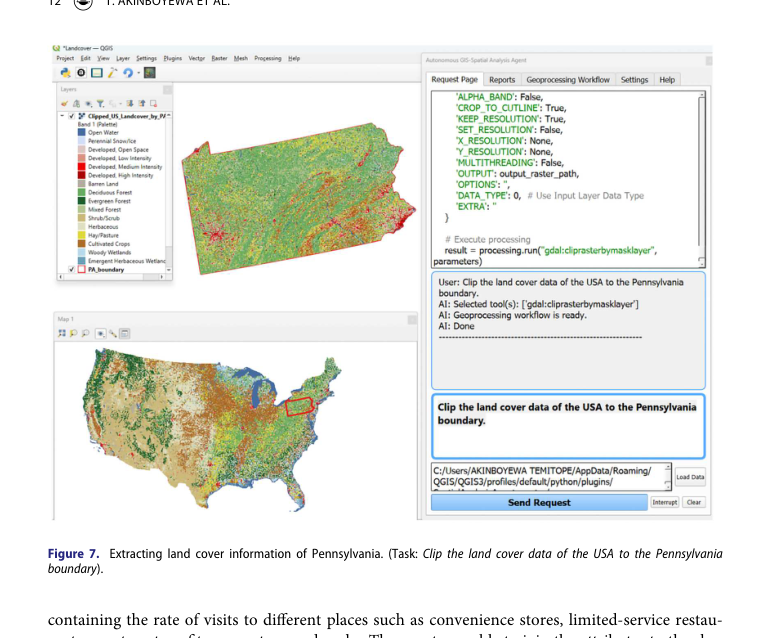 12 T. AKINBOYEWA ET AL.
*Landcover — QGIS
Project Edit View Layer Settings Plugins Vector Raster Mesh Processing Help
Layers
Clipped_US_Landcover_by_PA
Band 1 (Palette)
Open Water
Perennial Snow/Ice
Developed, Open Space
Developed, Low Intensity
Developed, Medium Intensity
Developed, High Intensity
Barren Land
Deciduous Forest
Evergreen Forest
Mixed Forest
Shrub/Scrub
Herbaceous
Hay/Pasture
Cultivated Crops
Woody Wetlands
Emergent Herbaceous Wetlanc
PA_boundary
Map 1
Autonomous GIS-Spatial Analysis Agent
Request Page Reports Geoprocessing Workflow Settings Help
'ALPHA_BAND': False,
'CROP_TO_CUTLINE': True,
'KEEP_RESOLUTION': True,
'SET_RESOLUTION': False,
'X_RESOLUTION': None,
'Y_RESOLUTION': None,
'MULTITHREADING': False,
'OUTPUT': output_raster_path,
'OPTIONS': '',
'DATA_TYPE': 0, # Use Input Layer Data Type
'EXTRA': ''
}
# Execute processing
result = processing.run("gdal:cliprasterbymasklayer",
parameters)
User: Clip the land cover data of the USA to the Pennsylvania
boundary.
AI: Selected tool(s): ['gdal:cliprasterbymasklayer']
AI: Geoprocessing workflow is ready.
AI: Done
------------------------------------------------------------
Clip the land cover data of the USA to the Pennsylvania
boundary.
C:/Users/AKINBOYEWA TEMITOPE/AppData/Roaming/
QGIS/QGIS3/profiles/default/python/plugins/
Load Data
Send Request Interrupt Clear
Figure 7. Extracting land cover information of Pennsylvania. (Task: Clip the land cover data of the USA to the Pennsylvania
boundary).
containing the rate of visits to different places such as convenience stores, limited-service restau-